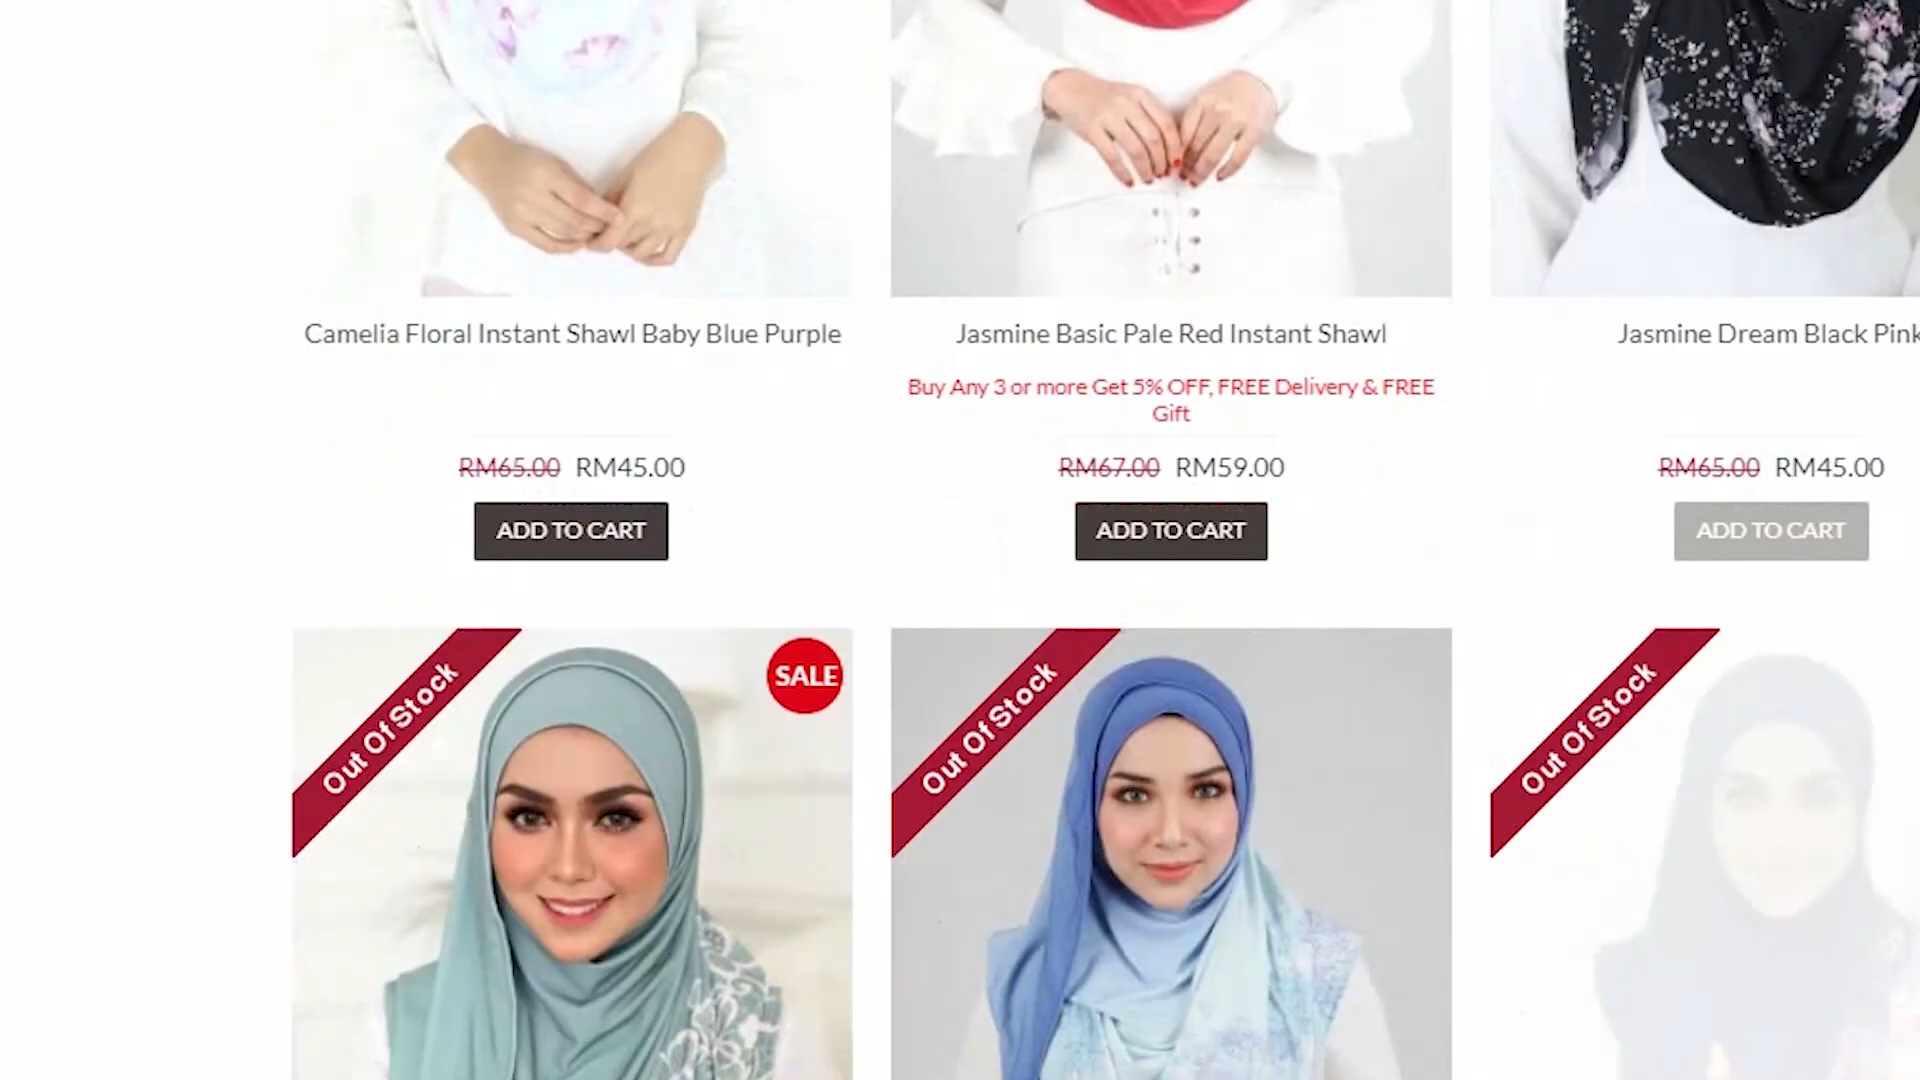 Camelia Floral Instant Shawl Baby Blue Purple
Jasmine Basic Pale Red Instant Shawl
Jasmine Dream Black Pink
Buy Any 3 or more Get 5% OFF, FREE Delivery & FREE
Gift
RM65.00 RM45.00
RM67.00 RM59.00
RM65.00 RM45.00
ADD TO CART
ADD TO CART
ADD TO CART
Out Of Stock
SALE
Out Of Stock
Out Of Stock